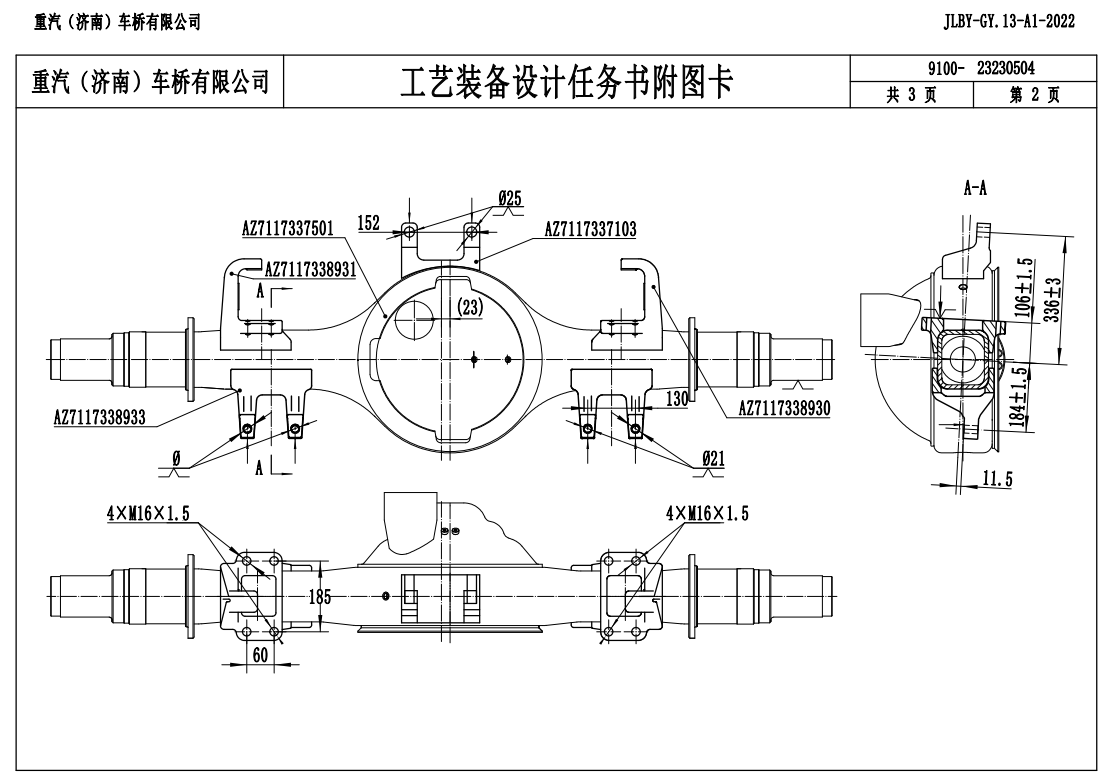 重汽（济南）车桥有限公司
JLBY-GY.13-A1-2022
重汽（济南）车桥有限公司
工艺装备设计任务书附图卡
9100- 23230504
共 3 页
第 2 页
A-A
Ø25
152
AZ7117337501
AZ7117337103
AZ7117338931
A
(23)
106±1.5
336±3
184±1.5
130
AZ7117338933
AZ7117338930
Ø
A
Ø21
11.5
4×M16×1.5
4×M16×1.5
185
60